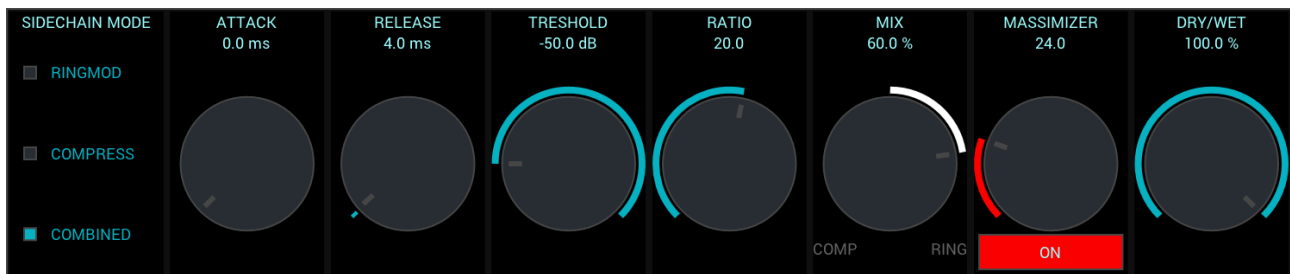 SIDECHAIN MODE
RINGMOD
COMPRESS
COMBINED
ATTACK
0.0 ms
RELEASE
4.0 ms
TRESHOLD
-50.0 dB
RATIO
20.0
MIX
60.0 %
COMP RING
MASSIMIZER
24.0
ON
DRY/WET
100.0 %